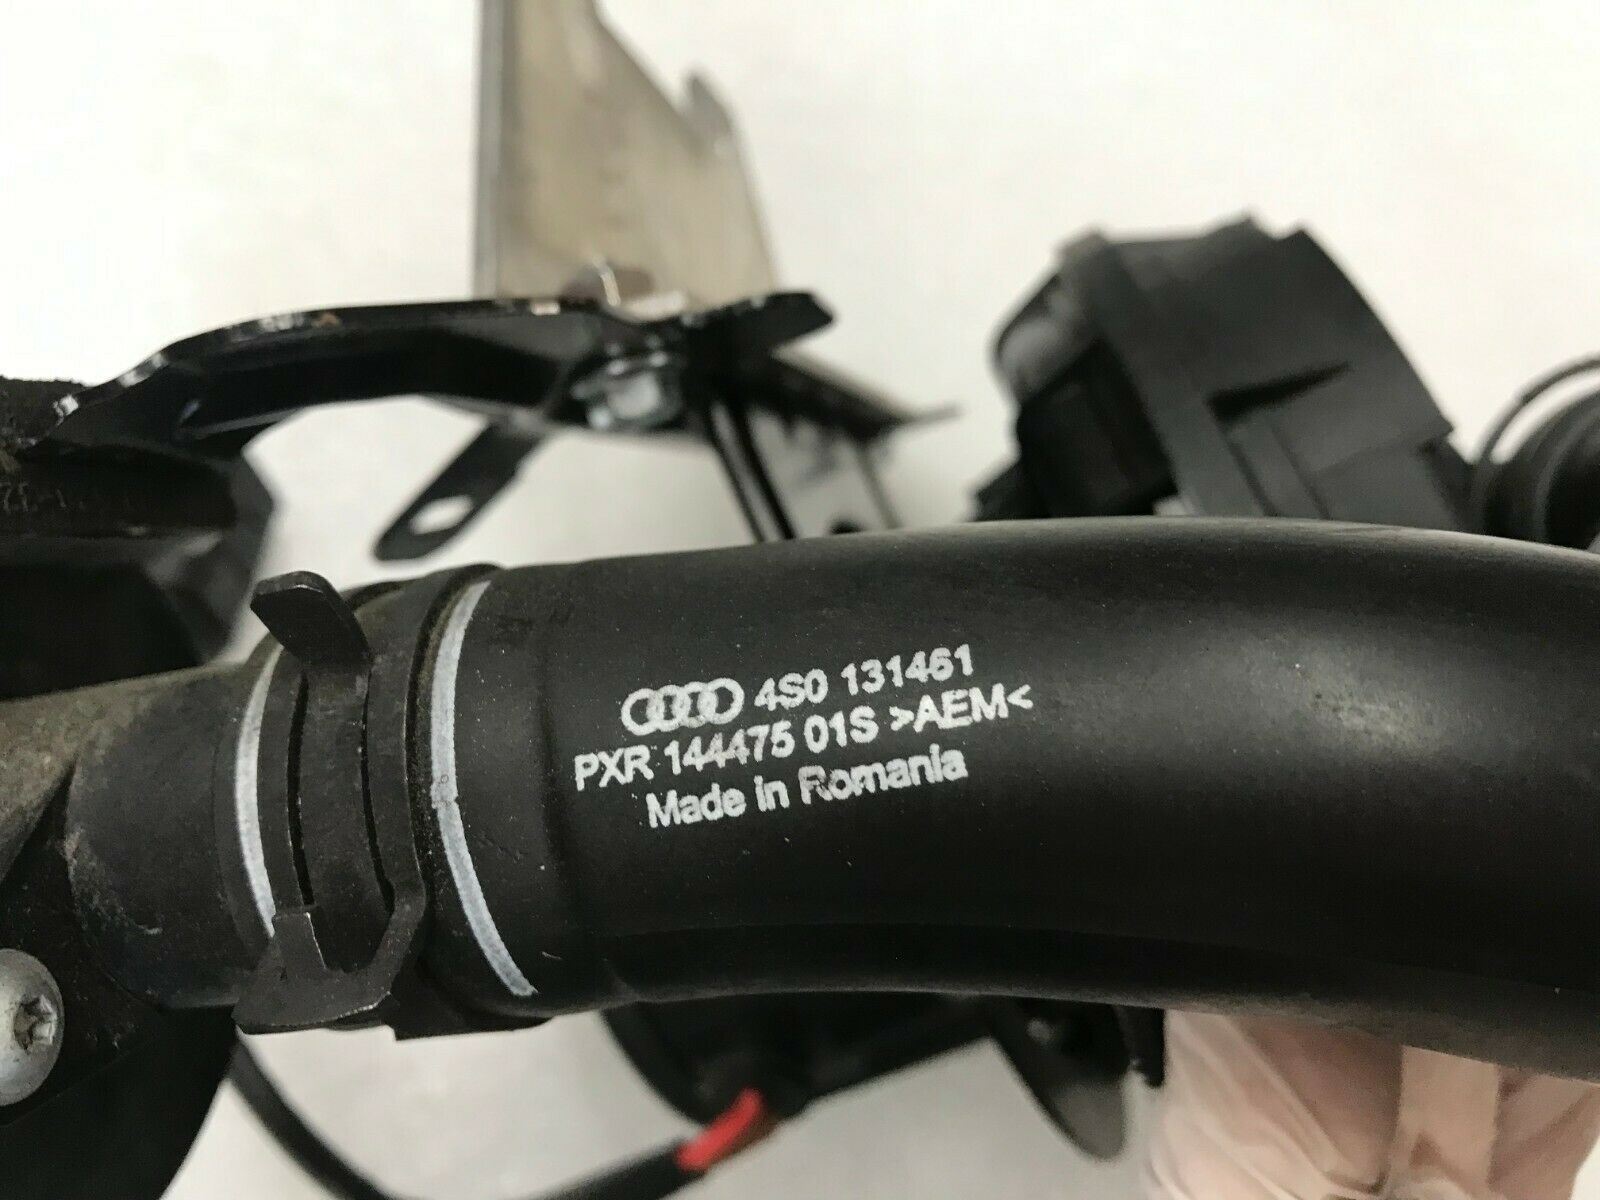 4S0 131461
PXR 144475 01S >AEM<
Made in Romania